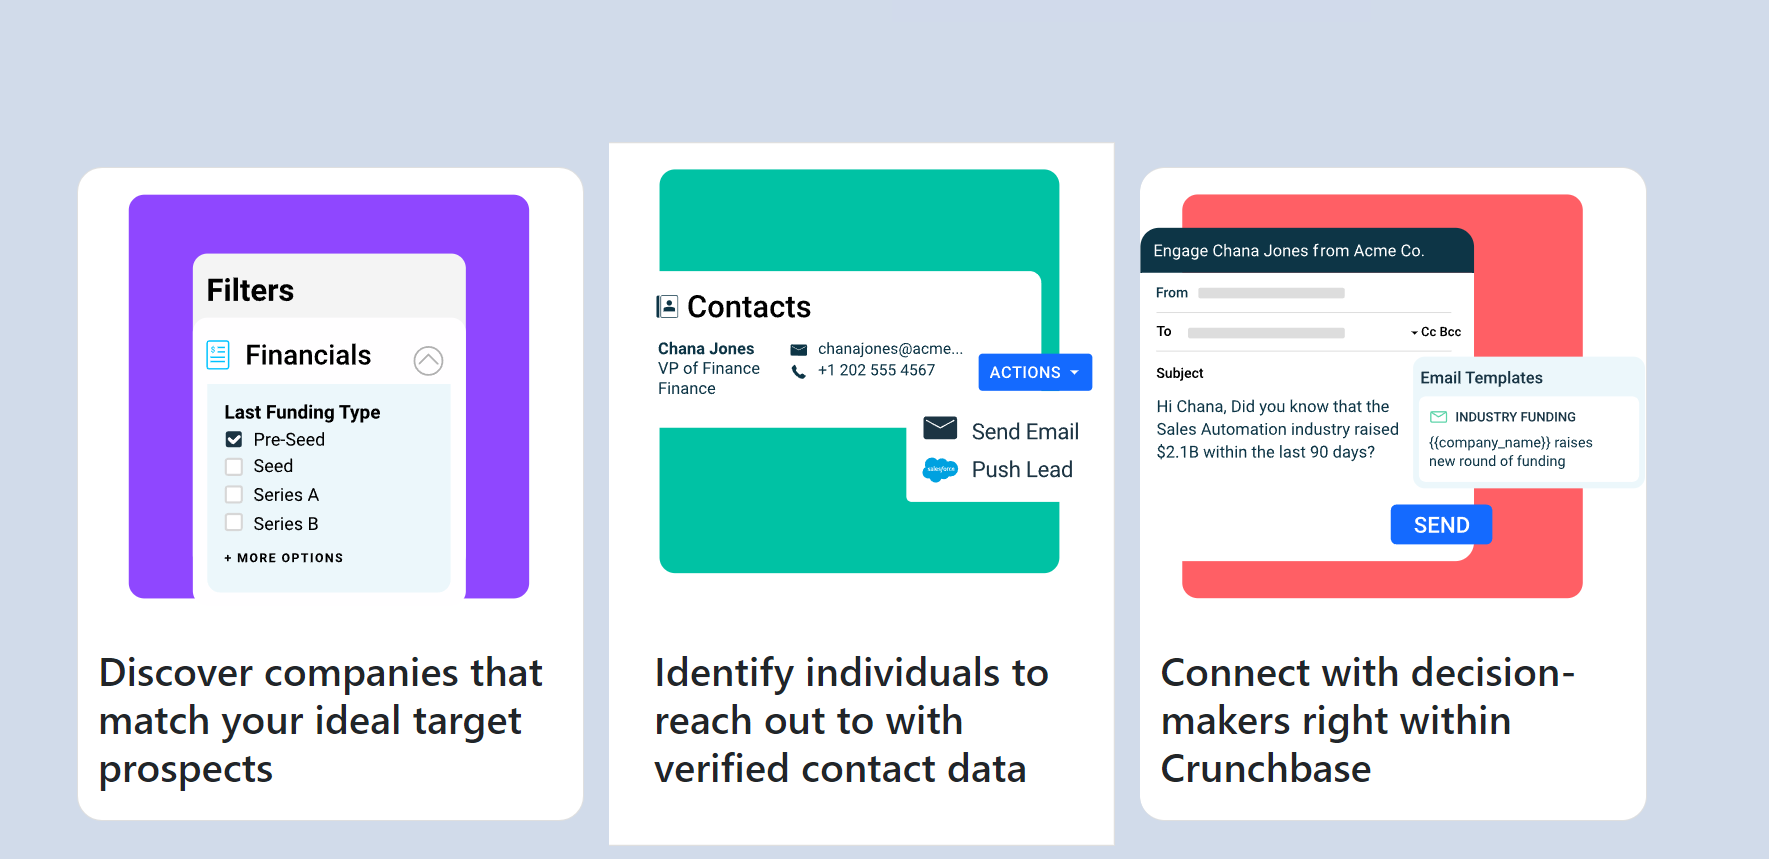 Filters
Financials
Last Funding Type
Pre-Seed
Seed
Series A
Series B
+ MORE OPTIONS
Discover companies that
match your ideal target
prospects
Contacts
Chana Jones
VP of Finance
Finance
chanajones@acme...
+1 202 555 4567
ACTIONS
Send Email
salesforce
Push Lead
Identify individuals to
reach out to with
verified contact data
Engage Chana Jones from Acme Co.
From
To
Cc Bcc
Subject
Hi Chana, Did you know that the
Sales Automation industry raised
$2.1B within the last 90 days?
Email Templates
INDUSTRY FUNDING
{{company_name}} raises
new round of funding
SEND
Connect with decision-
makers right within
Crunchbase